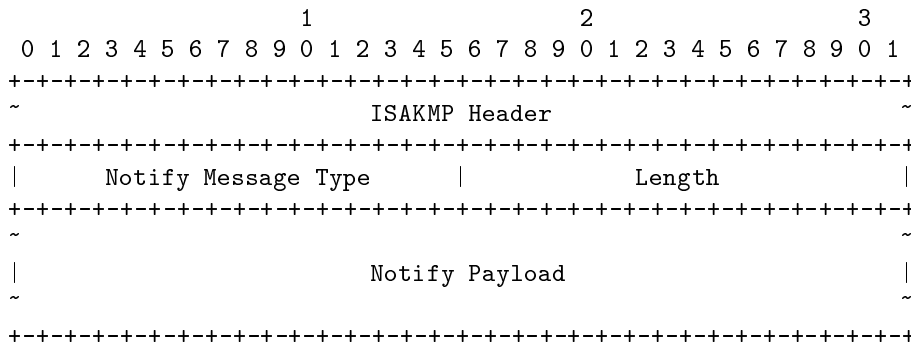 1                   2                   3
 0 1 2 3 4 5 6 7 8 9 0 1 2 3 4 5 6 7 8 9 0 1 2 3 4 5 6 7 8 9 0 1
+-+-+-+-+-+-+-+-+-+-+-+-+-+-+-+-+-+-+-+-+-+-+-+-+-+-+-+-+-+-+-+-+
~                         ISAKMP Header                         ~
+-+-+-+-+-+-+-+-+-+-+-+-+-+-+-+-+-+-+-+-+-+-+-+-+-+-+-+-+-+-+-+-+
|      Notify Message Type      |            Length             |
+-+-+-+-+-+-+-+-+-+-+-+-+-+-+-+-+-+-+-+-+-+-+-+-+-+-+-+-+-+-+-+-+
~                                                               ~
|                         Notify Payload                        |
~                                                               ~
+-+-+-+-+-+-+-+-+-+-+-+-+-+-+-+-+-+-+-+-+-+-+-+-+-+-+-+-+-+-+-+-+